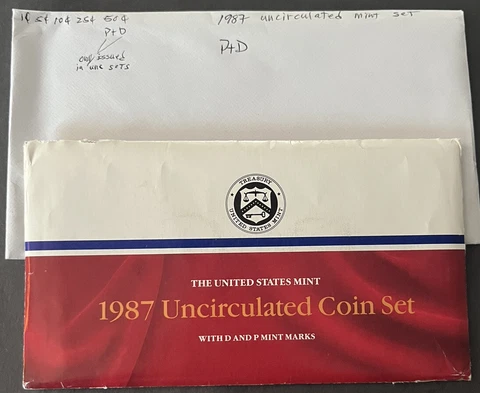 1¢ 5¢ 10¢ 25¢ 50¢
P+D
only issued
in unc sets
1987 uncirculated mint set
P+D
TREASURY
UNITED STATES MINT
THE UNITED STATES MINT
1987 Uncirculated Coin Set
WITH D AND P MINT MARKS